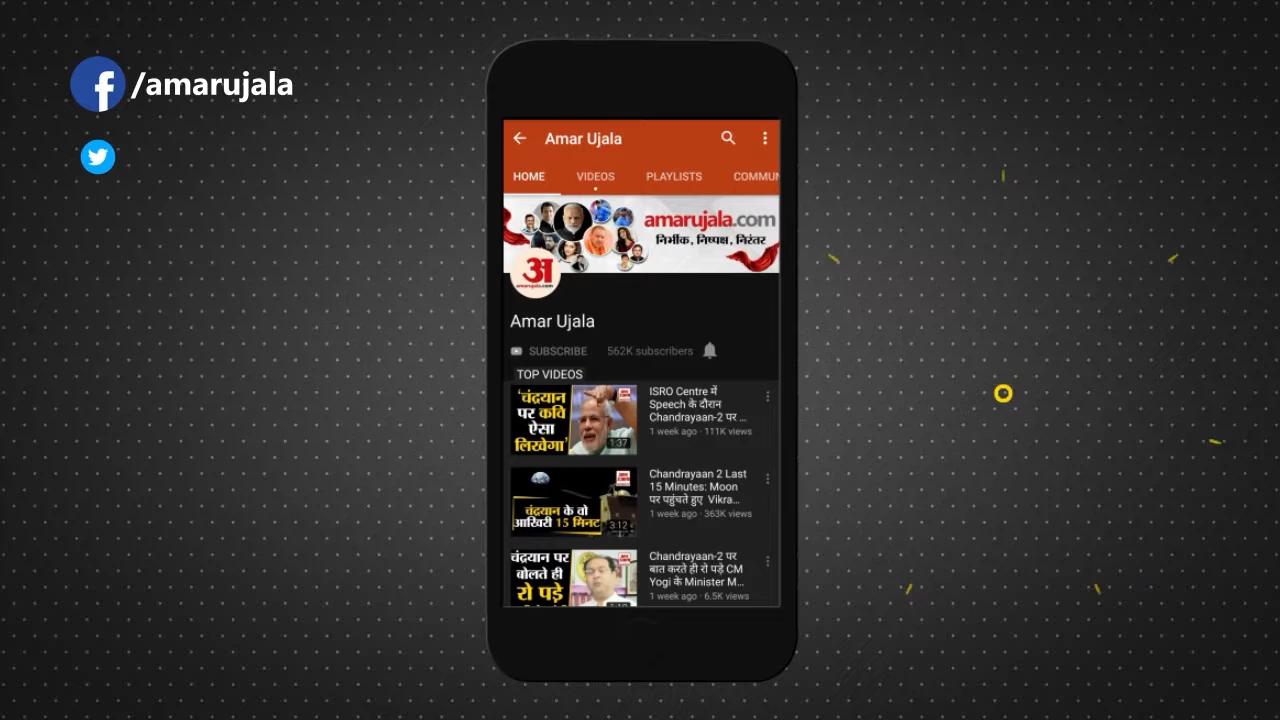 /amarujala
Amar Ujala
HOME VIDEOS PLAYLISTS COMMUN
amarujala.com
निर्भीक, निष्पक्ष, निरंतर
अ
amarujala.com
Amar Ujala
SUBSCRIBE 562K subscribers
TOP VIDEOS
'चंद्रयान
पर कवि
ऐसा
लिखेगा'
1:37
ISRO Centre में
Speech के दौरान
Chandrayaan-2 पर ...
1 week ago · 111K views
चंद्रयान के वो
आखिरी 15 मिनट
3:12
Chandrayaan 2 Last
15 Minutes: Moon
पर पहुंचते हुए Vikra...
1 week ago · 363K views
चंद्रयान पर
बोलते ही
रो पड़े
Chandrayaan-2 पर
बात करते ही रो पड़े CM
Yogi के Minister M...
1 week ago · 6.5K views